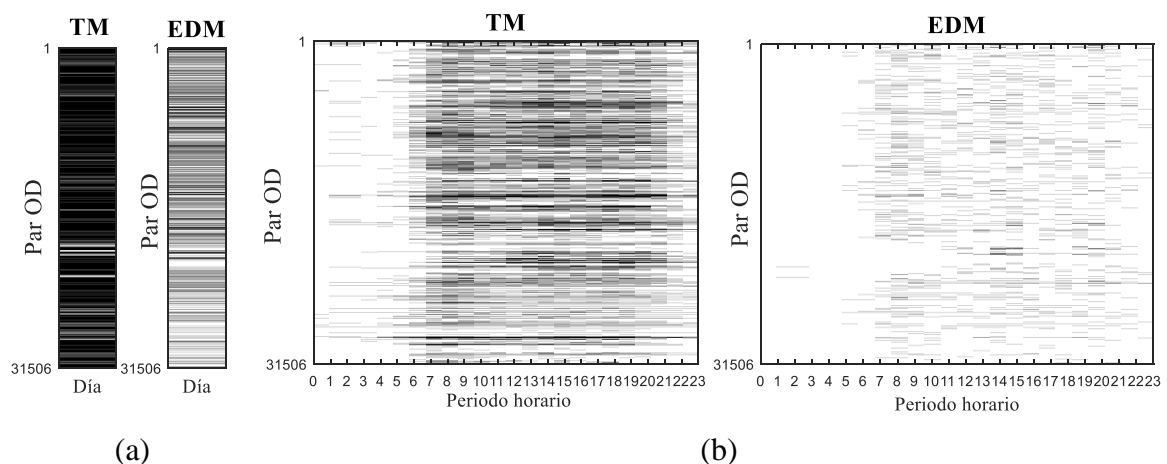 TM
EDM
1
1
Par OD
Par OD
31506
31506
Día
Día
TM
1
Par OD
31506
0 1 2 3 4 5 6 7 8 9 10 11 12 13 14 15 16 17 18 19 20 21 22 23
Periodo horario
EDM
1
Par OD
31506
0 1 2 3 4 5 6 7 8 9 10 11 12 13 14 15 16 17 18 19 20 21 22 23
Periodo horario
(a)
(b)